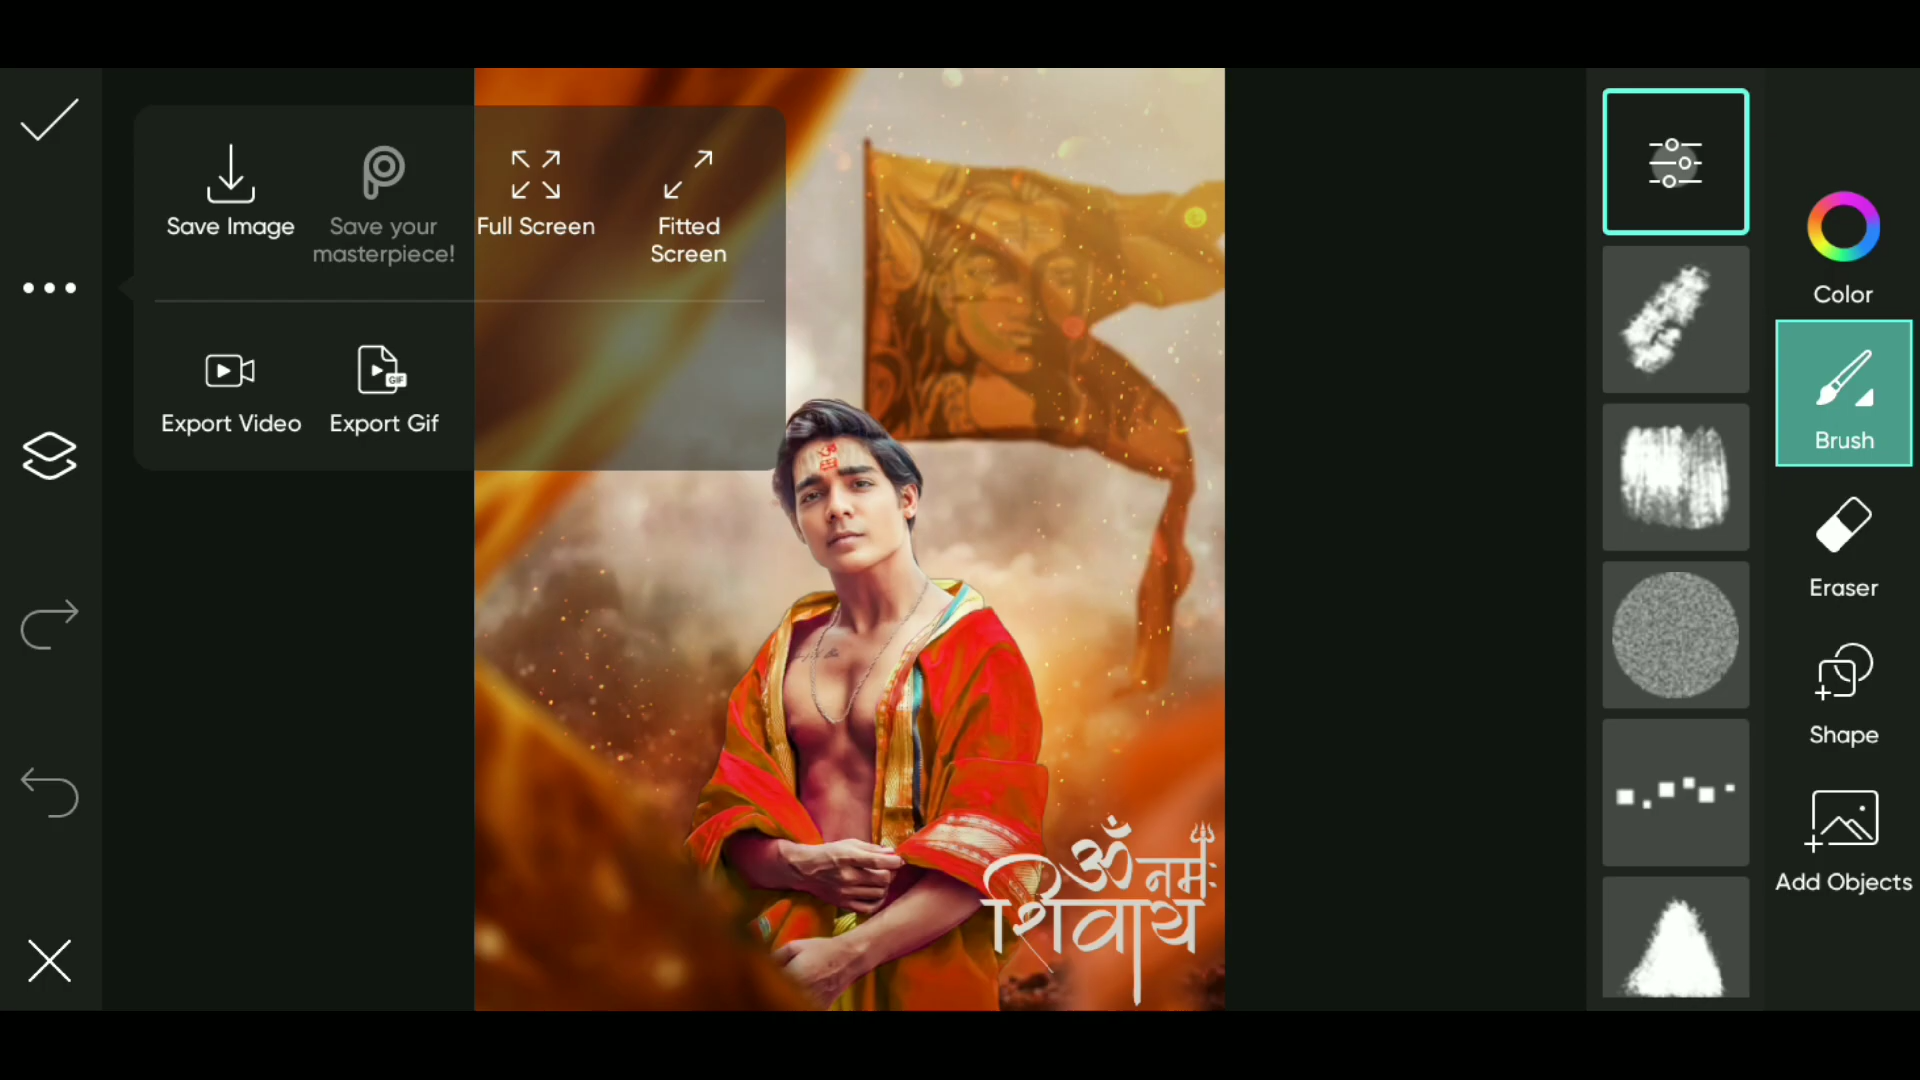 Save Image
Save your
masterpiece!
Full Screen
Fitted
Screen
Export Video
GIF
Export Gif
Color
Brush
Eraser
Shape
Add Objects
ॐ नमः
शिवाय